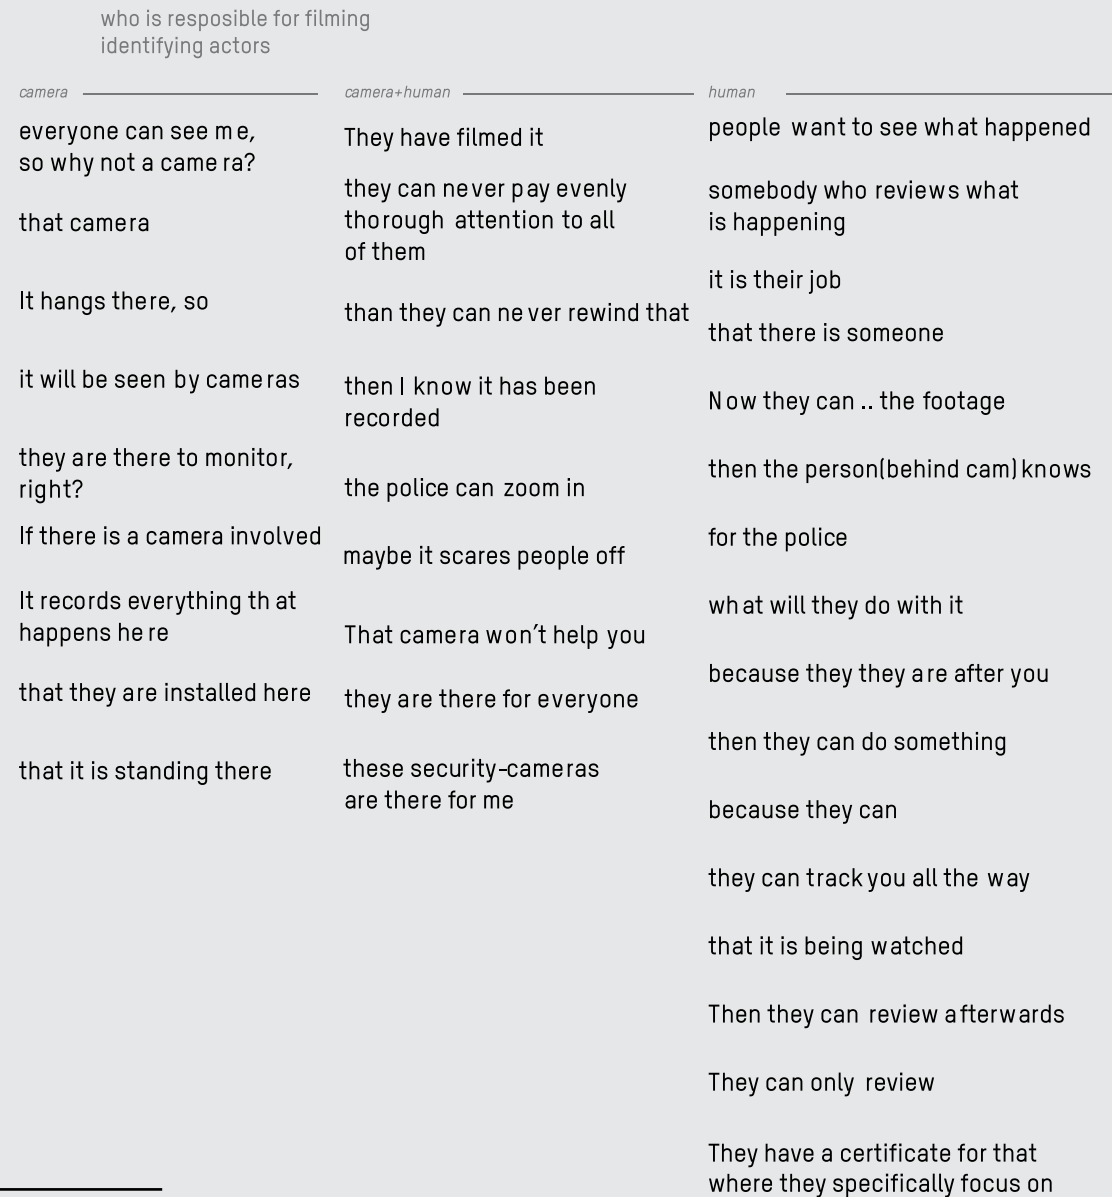 who is resposible for filming
identifying actors
camera
everyone can see me,
so why not a camera?
that camera
It hangs there, so
it will be seen by cameras
they are there to monitor,
right?
If there is a camera involved
It records everything that
happens here
that they are installed here
that it is standing there
camera+human
They have filmed it
they can never pay evenly
thorough attention to all
of them
than they can never rewind that
then I know it has been
recorded
the police can zoom in
maybe it scares people off
That camera won't help you
they are there for everyone
these security-cameras
are there for me
human
people want to see what happened
somebody who reviews what
is happening
it is their job
that there is someone
Now they can .. the footage
then the person(behind cam) knows
for the police
what will they do with it
because they they are after you
then they can do something
because they can
they can track you all the way
that it is being watched
Then they can review afterwards
They can only review
They have a certificate for that
where they specifically focus on